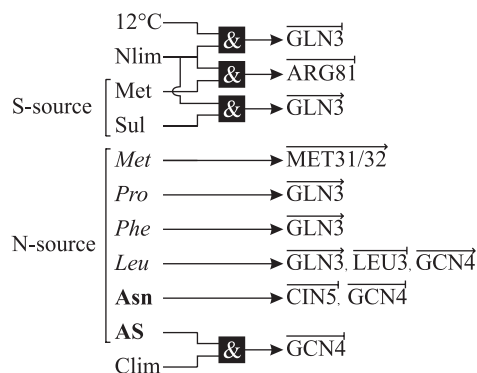 12°C
& GLN3
Nlim
& ARG81
S-source Met
& GLN3
Sul
Met MET31/32
Pro GLN3
Phe GLN3
N-source
Leu GLN3, LEU3, GCN4
Asn CIN5, GCN4
AS
& GCN4
Clim